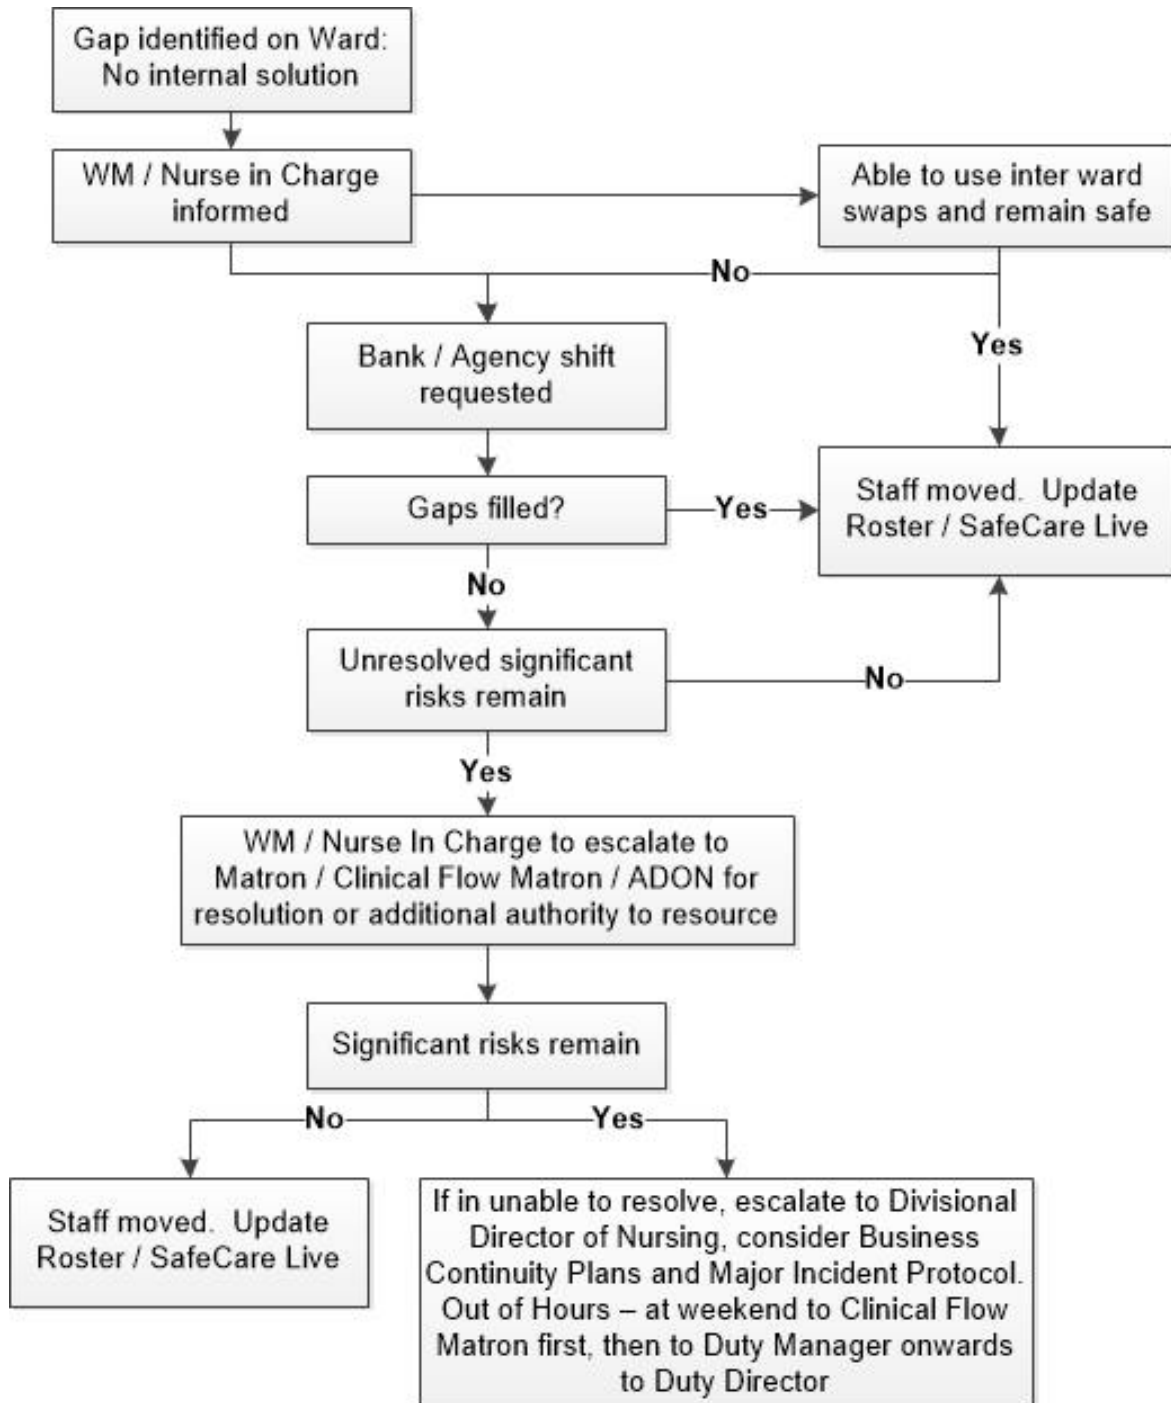 Gap identified on Ward:
No internal solution
WM / Nurse in Charge
informed
Able to use inter ward
swaps and remain safe
No
Yes
Bank / Agency shift
requested
Gaps filled?
Yes
Staff moved.  Update
Roster / SafeCare Live
No
Unresolved significant
risks remain
No
Yes
WM / Nurse In Charge to escalate to
Matron / Clinical Flow Matron / ADON for
resolution or additional authority to resource
Significant risks remain
No
Yes
Staff moved.  Update
Roster / SafeCare Live
If in unable to resolve, escalate to Divisional
Director of Nursing, consider Business
Continuity Plans and Major Incident Protocol.
Out of Hours – at weekend to Clinical Flow
Matron first, then to Duty Manager onwards
to Duty Director